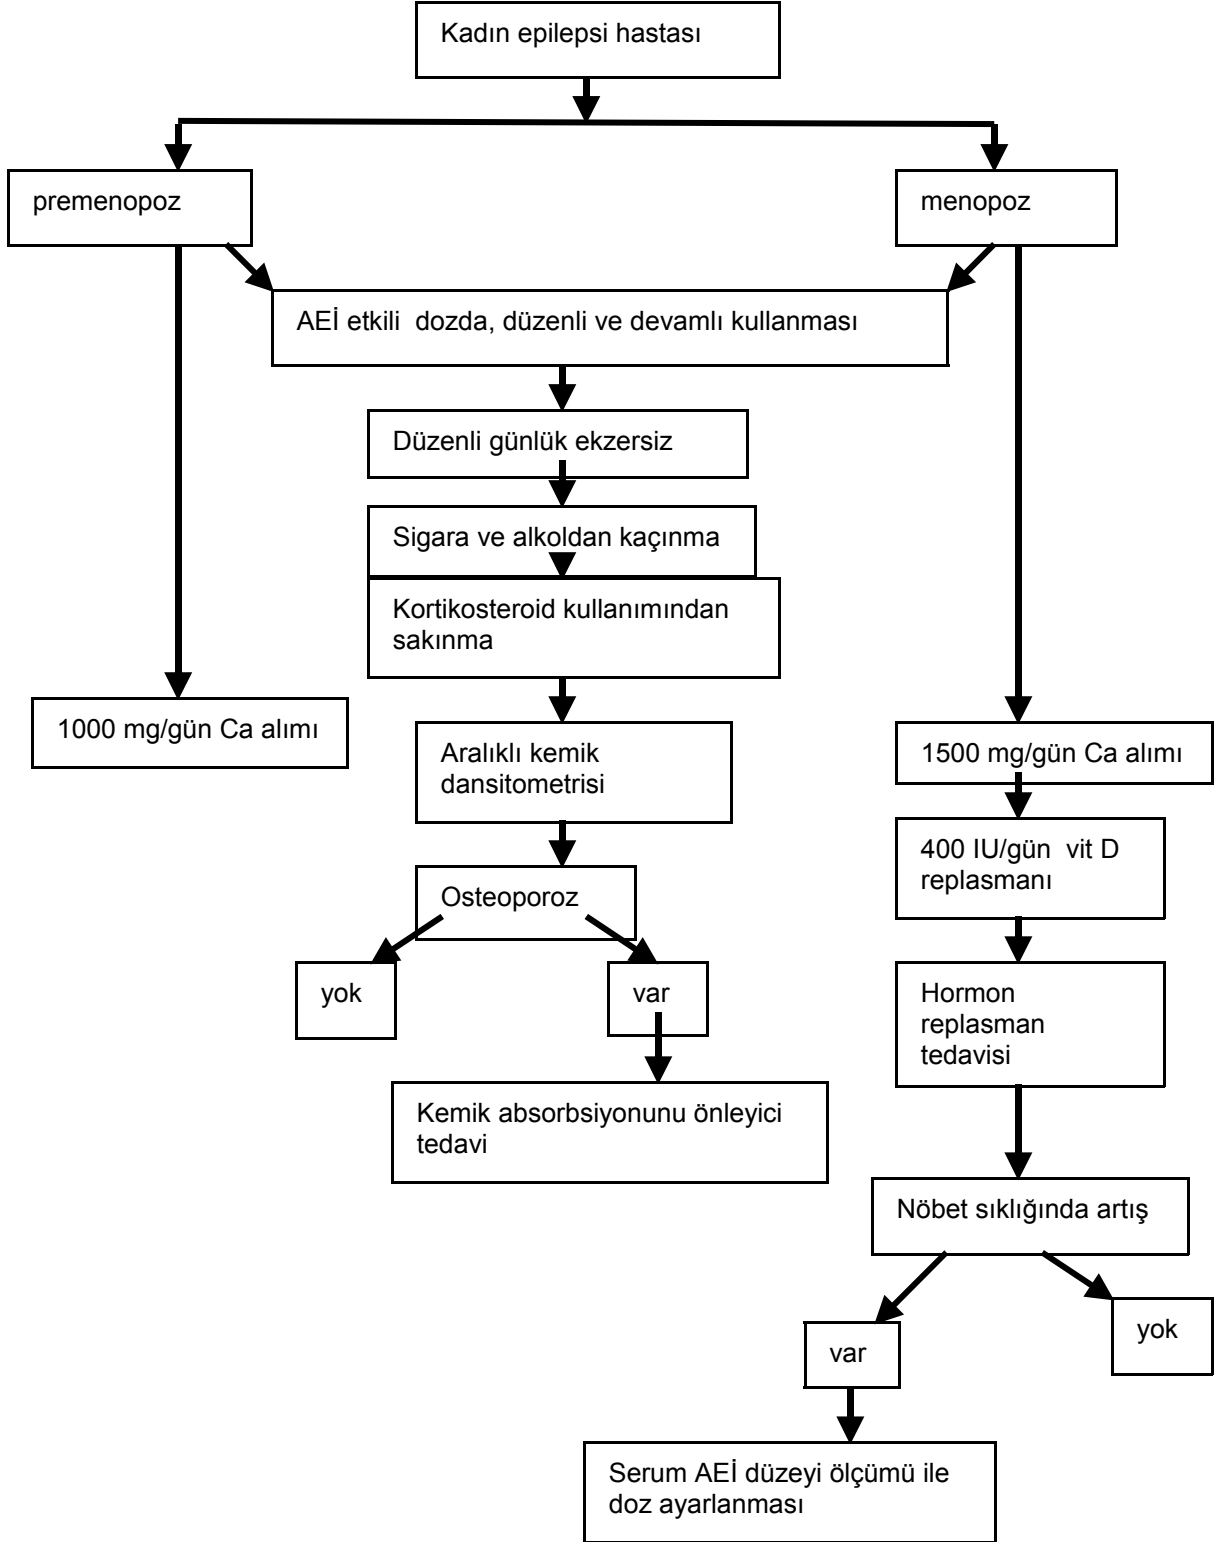 Kadın epilepsi hastası
premenopoz
menopoz
AEİ etkili dozda, düzenli ve devamlı kullanması
Düzenli günlük ekzersiz
Sigara ve alkoldan kaçınma
Kortikosteroid kullanımından
sakınma
1000 mg/gün Ca alımı
Aralıklı kemik
dansitometrisi
1500 mg/gün Ca alımı
400 IU/gün vit D
replasmanı
Osteoporoz
yok
var
Hormon
replasman
tedavisi
Kemik absorbsiyonunu önleyici
tedavi
Nöbet sıklığında artış
var
yok
Serum AEİ düzeyi ölçümü ile
doz ayarlanması